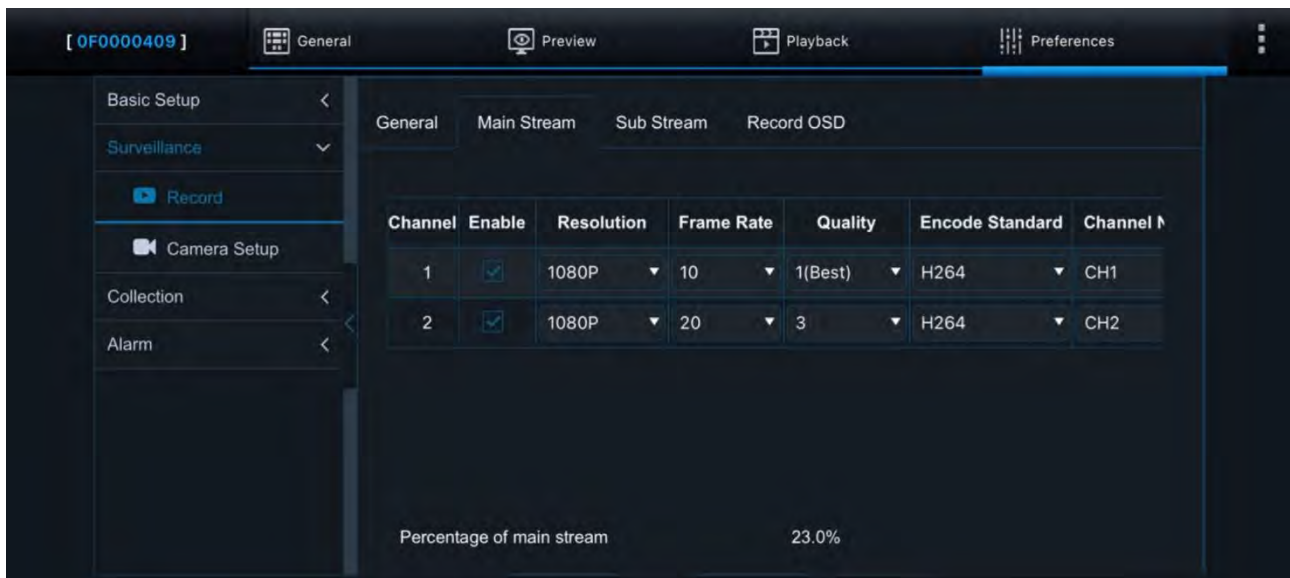 [ 0F0000409 ] General Preview Playback Preferences
Basic Setup
Surveillance
Record
Camera Setup
Collection
Alarm
General Main Stream Sub Stream Record OSD
Channel Enable Resolution Frame Rate Quality Encode Standard Channel N
1 1080P 10 1(Best) H264 CH1
2 1080P 20 3 H264 CH2
Percentage of main stream 23.0%